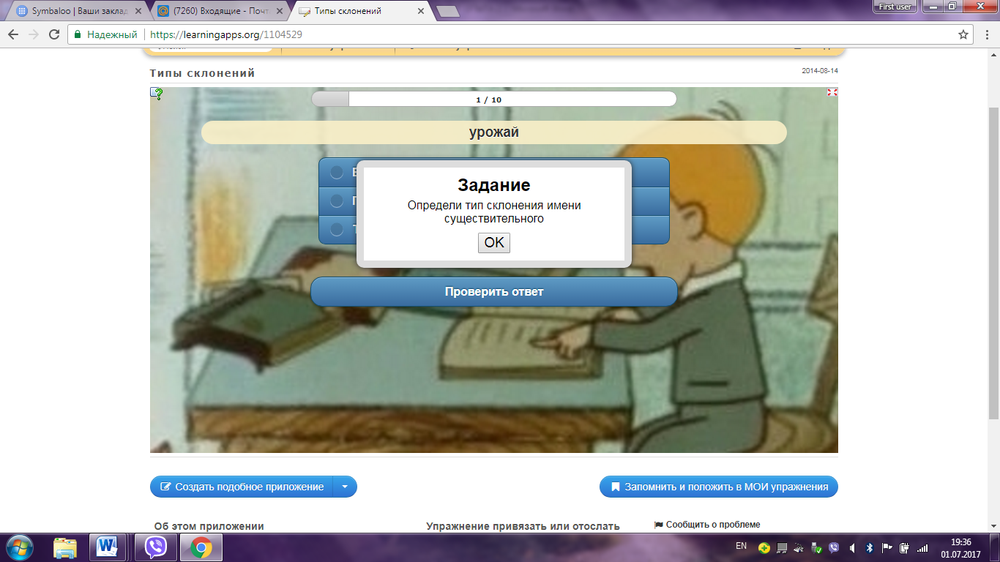 Symbaloo | Ваши заклад
(7260) Входящие - Почт
Типы склонений
First user
Надежный
https://learningapps.org/1104529
Типы склонений
2014-08-14
1 / 10
урожай
Задание
Определи тип склонения имени
существительного
OK
Проверить ответ
Создать подобное приложение
Запомнить и положить в МОИ упражнения
Об этом приложении
Упражнение привязать или отослать
Сообщить о проблеме
EN
19:36
01.07.2017